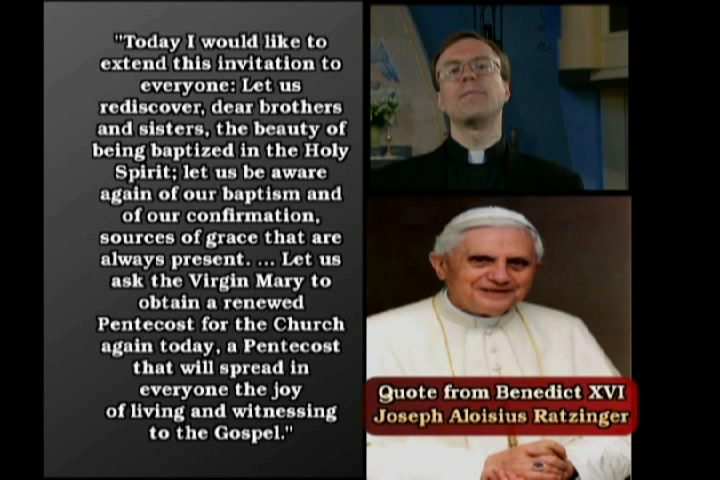 "Today I would like to
extend this invitation to
everyone: Let us
rediscover, dear brothers
and sisters, the beauty of
being baptized in the Holy
Spirit; let us be aware
again of our baptism and
of our confirmation,
sources of grace that are
always present. ... Let us
ask the Virgin Mary to
obtain a renewed
Pentecost for the Church
again today, a Pentecost
that will spread in
everyone the joy
of living and witnessing
to the Gospel."
Quote from Benedict XVI
Joseph Aloisius Ratzinger